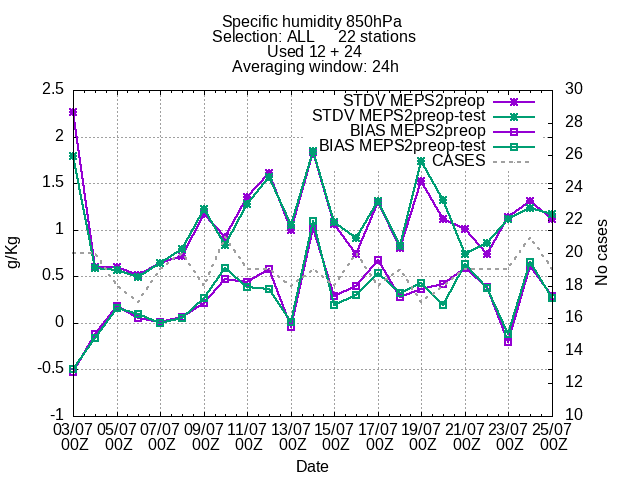 Specific humidity 850hPa
Selection: ALL 22 stations
Used 12 + 24
Averaging window: 24h
STDV MEPS2preop
STDV MEPS2preop-test
BIAS MEPS2preop
BIAS MEPS2preop-test
CASES
2.5
2
1.5
1
0.5
0
-0.5
-1
g/Kg
30
28
26
24
22
20
18
16
14
12
10
No cases
03/07 05/07 07/07 09/07 11/07 13/07 15/07 17/07 19/07 21/07 23/07 25/07
00Z 00Z 00Z 00Z 00Z 00Z 00Z 00Z 00Z 00Z 00Z 00Z
Date